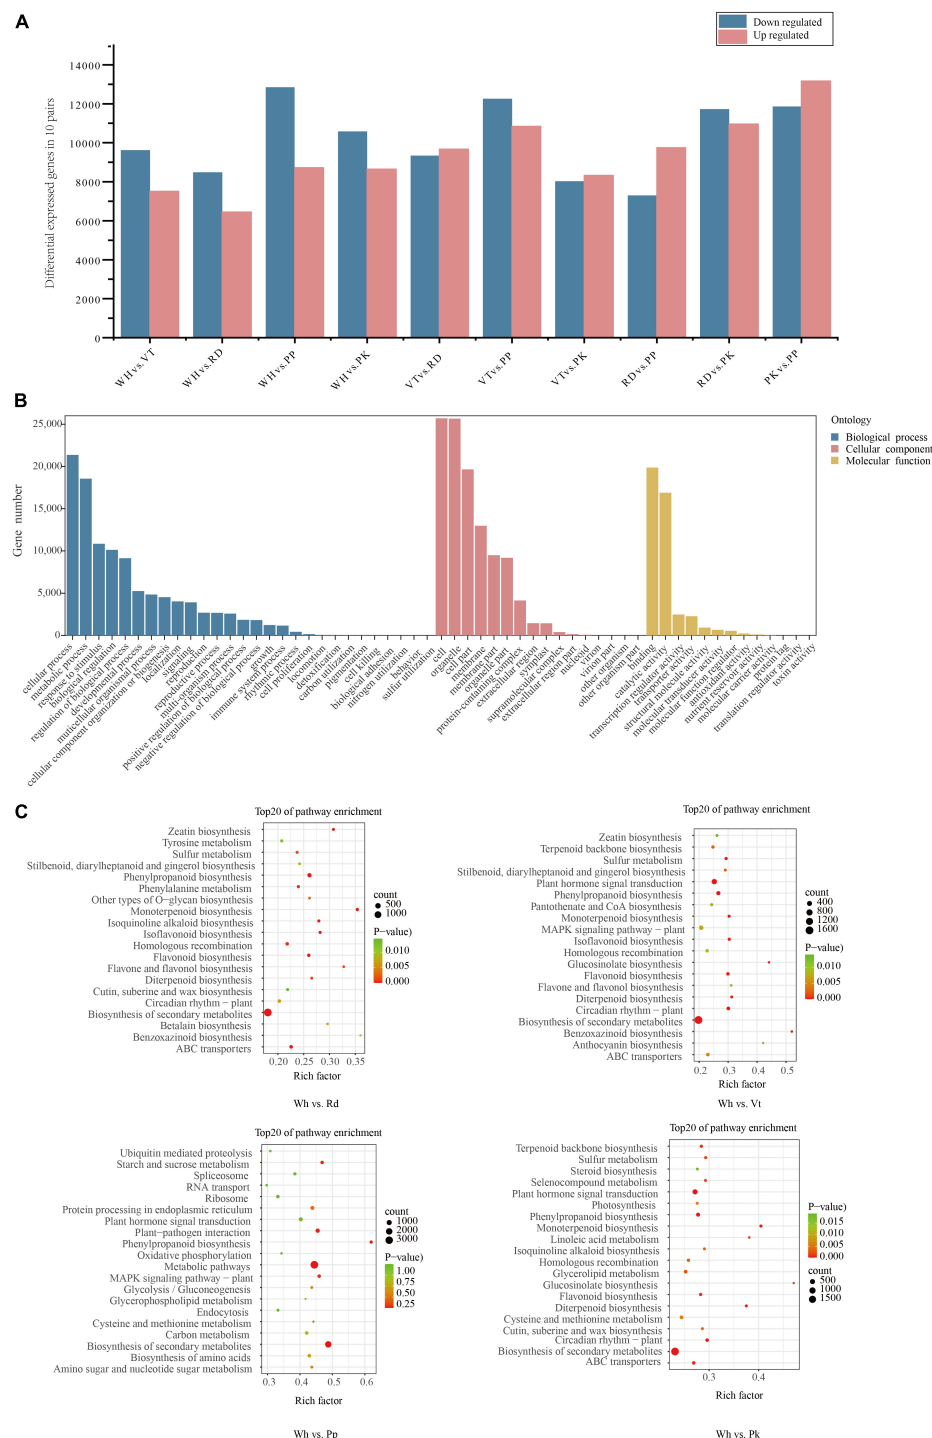 A
Down regulated
Up regulated
Differential expressed genes in 10 pairs
14000
12000
10000
8000
6000
4000
2000
0
WH vs.VT
WH vs.RD
WH vs.PP
WH vs.PK
VT vs.RD
VT vs.PP
VT vs.PK
RD vs.PP
RD vs.PK
PK vs.PP
B
Gene number
25,000
20,000
15,000
10,000
5,000
0
Ontology
Biological process
Cellular component
Molecular function
cellular process
metabolic process
response to stimulus
biological regulation
regulation of biological process
developmental process
muticellular organismal process
cellular component organization or biogenesis
localization
signaling
reproduction
reproductive process
multi-organism process
positive regulation of biological process
negative regulation of biological process
growth
immune system process
rhythmic process
cell proliferation
locomotion
detoxification
carbon utilization
pigmentation
cell killing
biological adhesion
nitrogen utilization
behavior
sulfur utilization
cell
organelle
cell part
membrane
membrane part
organelle part
protein-containing complex
extracellular region
symplast
supramolecular complex
extracellular region part
nucleoid
virion
virion part
other organism
other organism part
binding
catalytic activity
transcription regulator activity
transporter activity
structural molecule activity
molecular transducer activity
molecular function regulator
antioxidant activity
nutrient reservoir activity
molecular carrier activity
protein tag
translation regulator activity
toxin activity
C
Top20 of pathway enrichment
Zeatin biosynthesis
Tyrosine metabolism
Sulfur metabolism
Stilbenoid, diarylheptanoid and gingerol biosynthesis
Phenylpropanoid biosynthesis
Phenylalanine metabolism
Other types of O−glycan biosynthesis
Monoterpenoid biosynthesis
Isoquinoline alkaloid biosynthesis
Isoflavonoid biosynthesis
Homologous recombination
Flavonoid biosynthesis
Flavone and flavonol biosynthesis
Diterpenoid biosynthesis
Cutin, suberine and wax biosynthesis
Circadian rhythm − plant
Biosynthesis of secondary metabolites
Betalain biosynthesis
Benzoxazinoid biosynthesis
ABC transporters
0.20 0.25 0.30 0.35
Rich factor
count
500
1000
P−value)
0.010
0.005
0.000
Wh vs. Rd
Top20 of pathway enrichment
Zeatin biosynthesis
Terpenoid backbone biosynthesis
Sulfur metabolism
Stilbenoid, diarylheptanoid and gingerol biosynthesis
Plant hormone signal transduction
Phenylpropanoid biosynthesis
Pantothenate and CoA biosynthesis
Monoterpenoid biosynthesis
MAPK signaling pathway − plant
Isoflavonoid biosynthesis
Homologous recombination
Glucosinolate biosynthesis
Flavonoid biosynthesis
Flavone and flavonol biosynthesis
Diterpenoid biosynthesis
Circadian rhythm − plant
Biosynthesis of secondary metabolites
Benzoxazinoid biosynthesis
Anthocyanin biosynthesis
ABC transporters
0.2 0.3 0.4 0.5
Rich factor
count
400
800
1200
1600
P−value)
0.010
0.005
0.000
Wh vs. Vt
Top20 of pathway enrichment
Ubiquitin mediated proteolysis
Starch and sucrose metabolism
Spliceosome
RNA transport
Ribosome
Protein processing in endoplasmic reticulum
Plant hormone signal transduction
Plant−pathogen interaction
Phenylpropanoid biosynthesis
Oxidative phosphorylation
Metabolic pathways
MAPK signaling pathway − plant
Glycolysis / Gluconeogenesis
Glycerophospholipid metabolism
Endocytosis
Cysteine and methionine metabolism
Carbon metabolism
Biosynthesis of secondary metabolites
Biosynthesis of amino acids
Amino sugar and nucleotide sugar metabolism
0.3 0.4 0.5 0.6
Rich factor
count
1000
2000
3000
P−value)
1.00
0.75
0.50
0.25
Wh vs. Pp
Top20 of pathway enrichment
Terpenoid backbone biosynthesis
Sulfur metabolism
Steroid biosynthesis
Selenocompound metabolism
Plant hormone signal transduction
Photosynthesis
Phenylpropanoid biosynthesis
Monoterpenoid biosynthesis
Linoleic acid metabolism
Isoquinoline alkaloid biosynthesis
Homologous recombination
Glycerolipid metabolism
Glucosinolate biosynthesis
Flavonoid biosynthesis
Diterpenoid biosynthesis
Cysteine and methionine metabolism
Cutin, suberine and wax biosynthesis
Circadian rhythm − plant
Biosynthesis of secondary metabolites
ABC transporters
0.3 0.4
Rich factor
P−value)
0.015
0.010
0.005
0.000
count
500
1000
1500
Wh vs. Pk